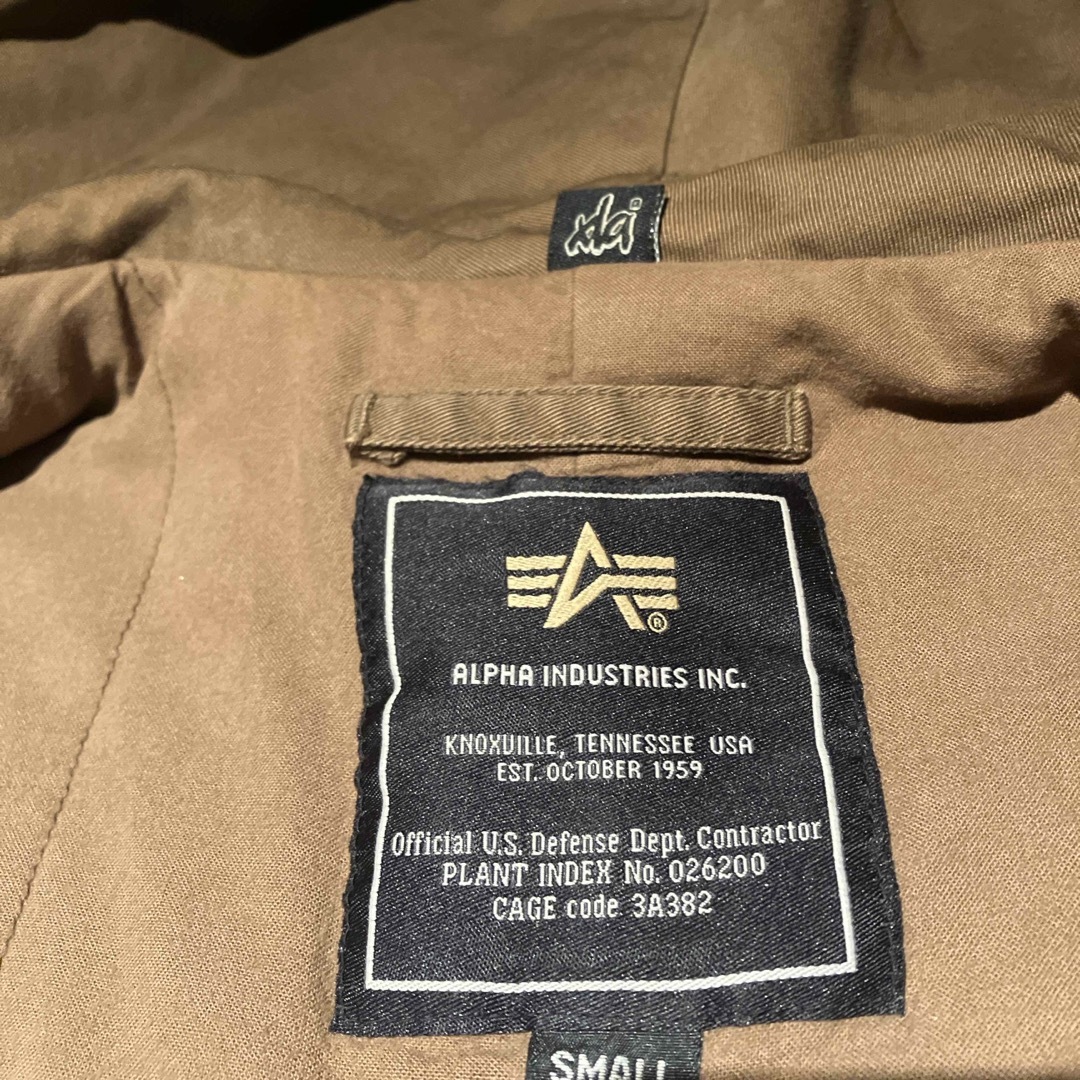 xlaq
®
ALPHA INDUSTRIES INC.
KNOXVILLE, TENNESSEE USA
EST. OCTOBER 1959
Official U.S. Defense Dept. Contractor
PLANT INDEX No. 026200
CAGE code 3A382
SMALL